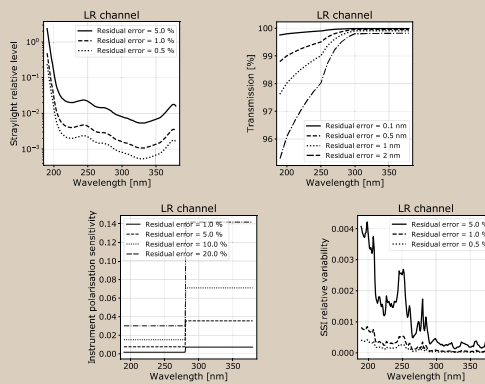 LR channel
Straylight relative level
10⁰
10⁻¹
10⁻²
10⁻³
Residual error = 5.0 %
Residual error = 1.0 %
Residual error = 0.5 %
200 250 300 350
Wavelength [nm]
LR channel
Transmission [%]
100
99
98
97
96
Residual error = 0.1 nm
Residual error = 0.5 nm
Residual error = 1 nm
Residual error = 2 nm
200 250 300 350
Wavelength [nm]
LR channel
Instrument polarisation sensitivity
0.14
0.12
0.10
0.08
0.06
0.04
0.02
0.00
Residual error = 1.0 %
Residual error = 5.0 %
Residual error = 10.0 %
Residual error = 20.0 %
200 250 300 350
Wavelength [nm]
LR channel
SSI relative variability
0.004
0.003
0.002
0.001
0.000
Residual error = 5.0 %
Residual error = 1.0 %
Residual error = 0.5 %
200 250 300 350
Wavelength [nm]